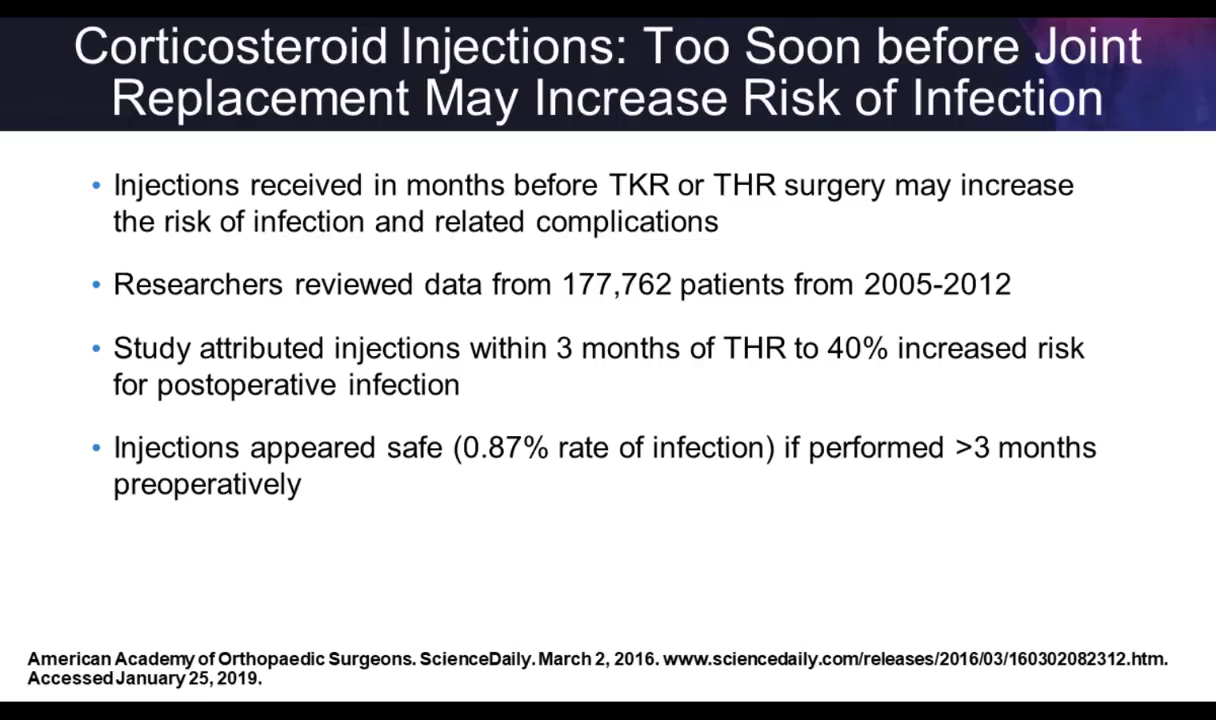 Corticosteroid Injections: Too Soon before Joint
Replacement May Increase Risk of Infection
• Injections received in months before TKR or THR surgery may increase
the risk of infection and related complications
• Researchers reviewed data from 177,762 patients from 2005-2012
• Study attributed injections within 3 months of THR to 40% increased risk
for postoperative infection
• Injections appeared safe (0.87% rate of infection) if performed >3 months
preoperatively
American Academy of Orthopaedic Surgeons. ScienceDaily. March 2, 2016. www.sciencedaily.com/releases/2016/03/160302082312.htm.
Accessed January 25, 2019.